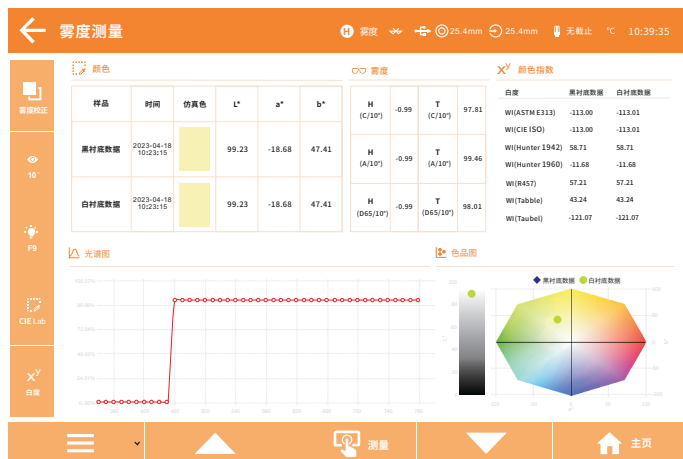 雾度测量
H 雾度 25.4mm 25.4mm 无截止 ℃ 10:39:35
雾度校正
10°
F9
CIE Lab
xy
白度
颜色
样品 时间 仿真色 L* a* b*
黑衬底数据 2023-04-18 10:23:15 99.23 -18.68 47.41
白衬底数据 2023-04-18 10:23:15 99.23 -18.68 47.41
雾度
H (C/10°) -0.99 T (C/10°) 97.81
H (A/10°) -0.99 T (A/10°) 99.46
H (D65/10°) -0.99 T (D65/10°) 98.01
xy 颜色指数
白度 黑衬底数据 白衬底数据
WI(ASTM E313) -113.00 -113.01
WI(CIE ISO) -113.00 -113.01
WI(Hunter 1942) 58.71 58.71
WI(Hunter 1960) -11.68 -11.68
WI(R457) 57.21 57.21
WI(Tabble) 43.24 43.24
WI(Taubel) -121.07 -121.07
光谱图
色品图
黑衬底数据 白衬底数据
测量
主页